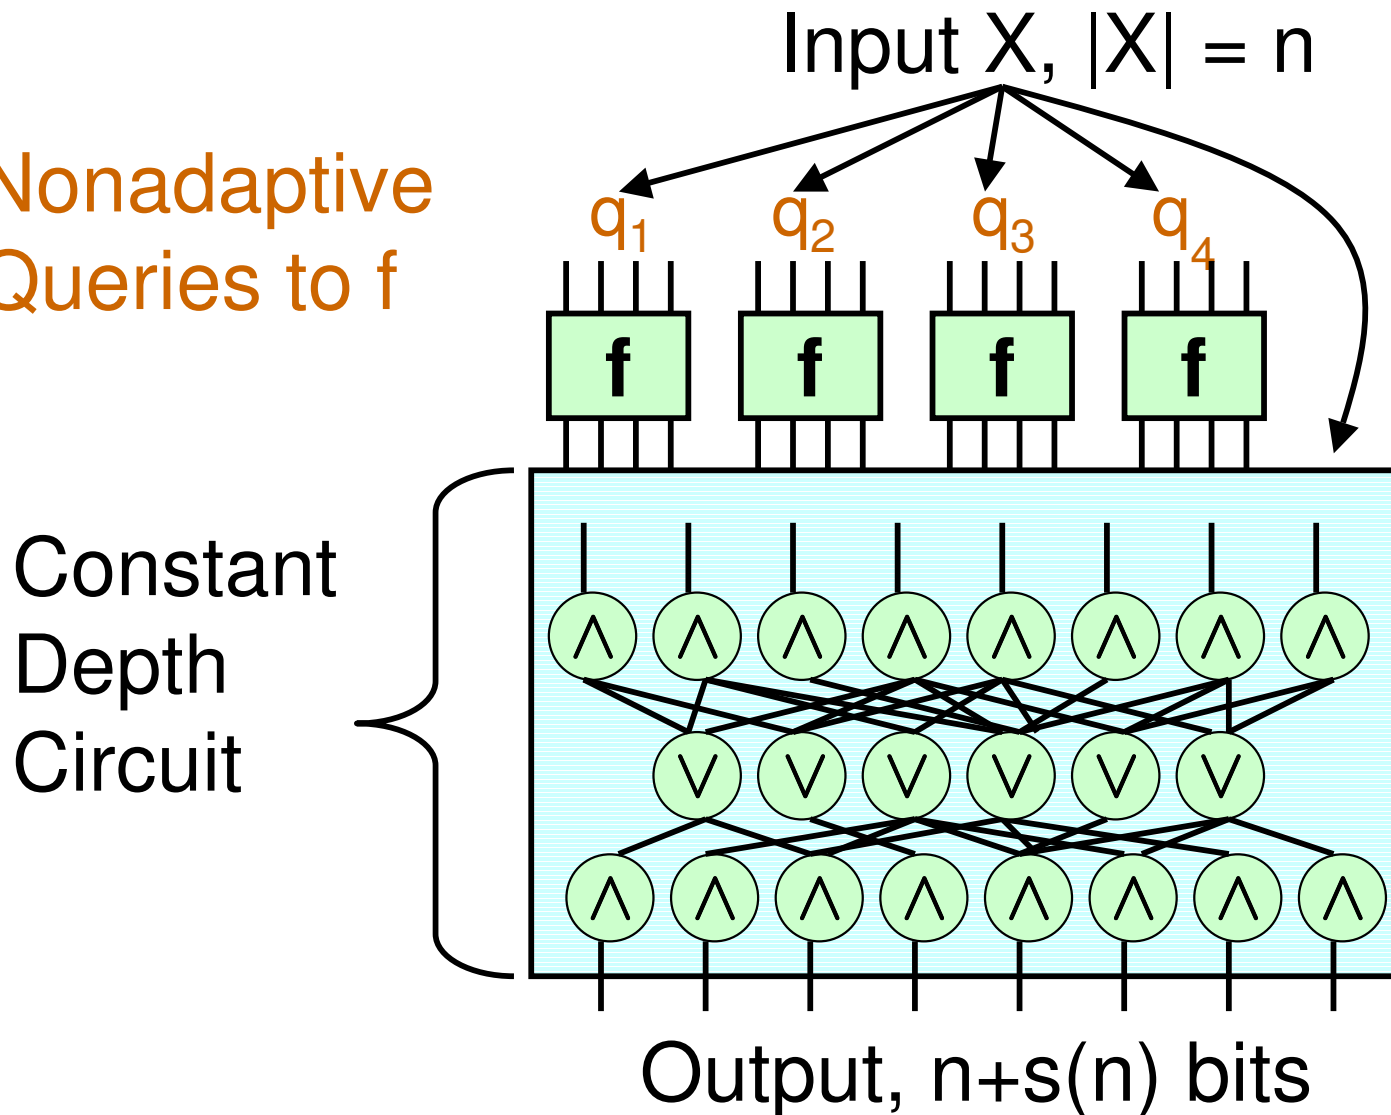 Input X, |X| = n
Nonadaptive
Queries to f
q1 q2 q3 q4
f f f f
Constant
Depth
Circuit
∧ ∧ ∧ ∧ ∧ ∧ ∧ ∧
∨ ∨ ∨ ∨ ∨ ∨
∧ ∧ ∧ ∧ ∧ ∧ ∧ ∧
Output, n+s(n) bits